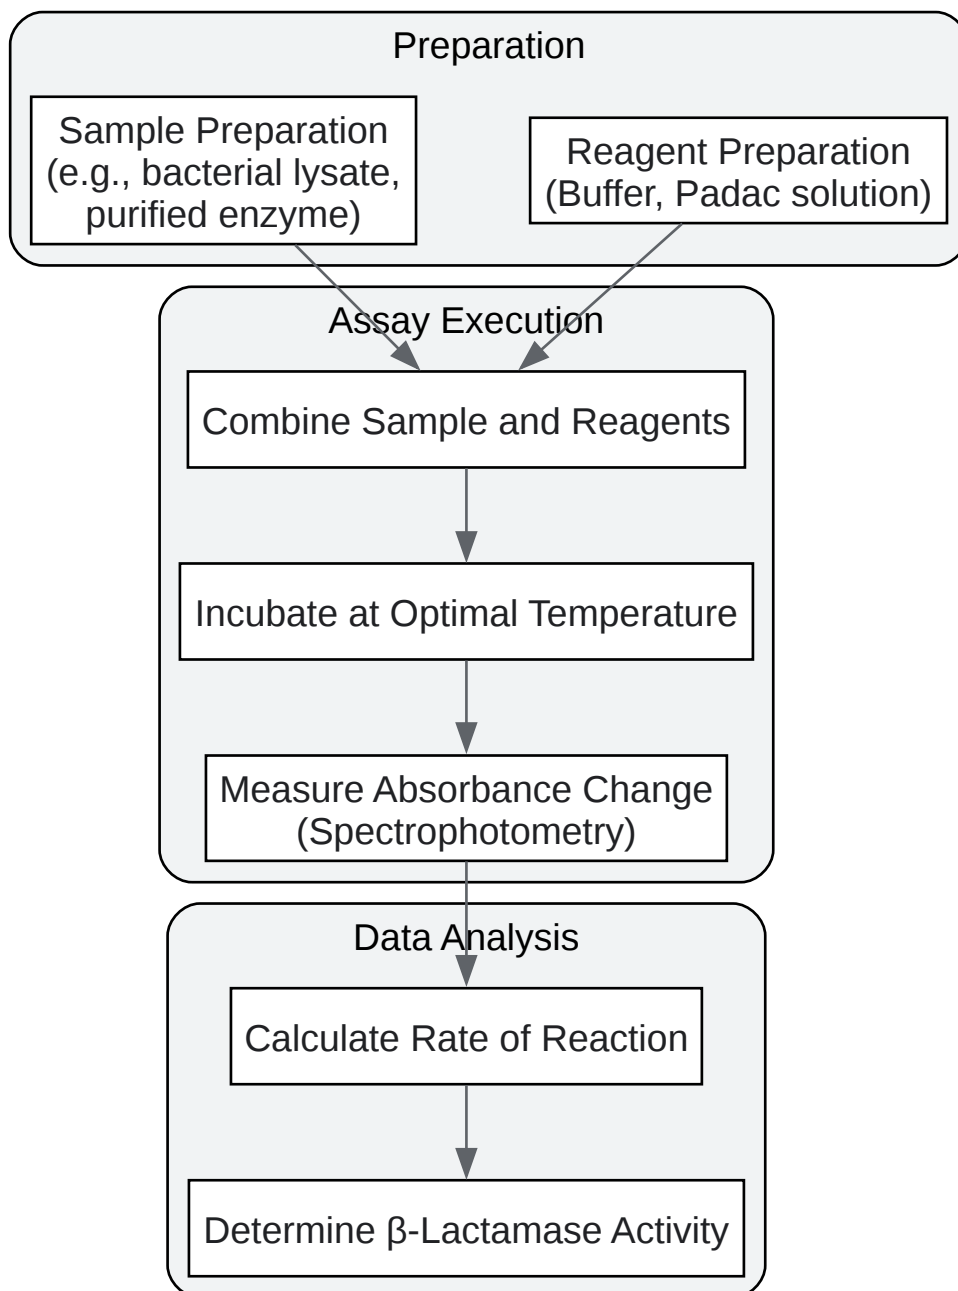 Preparation
Sample Preparation
(e.g., bacterial lysate,
purified enzyme)
Reagent Preparation
(Buffer, Padac solution)
Assay Execution
Combine Sample and Reagents
Incubate at Optimal Temperature
Measure Absorbance Change
(Spectrophotometry)
Data Analysis
Calculate Rate of Reaction
Determine β-Lactamase Activity